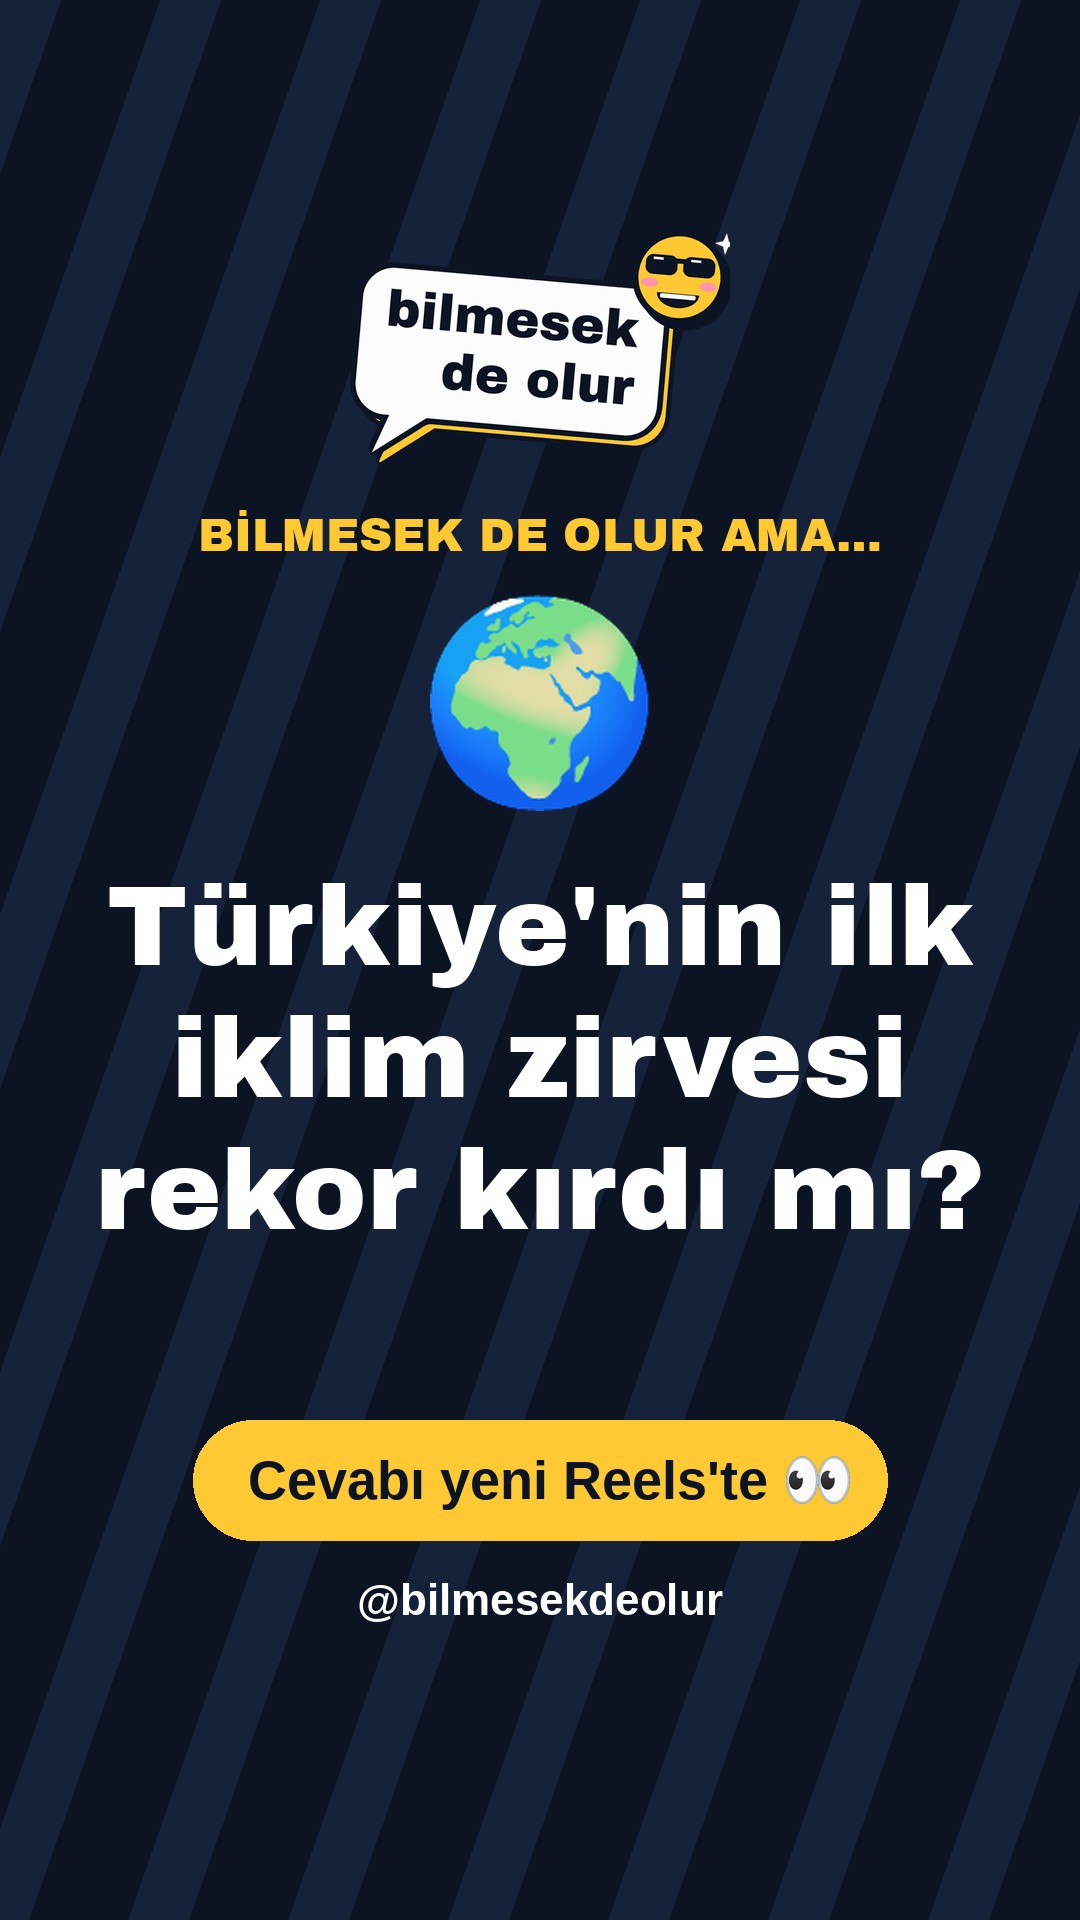 bilmesek
de olur
BİLMESEK DE OLUR AMA...
Türkiye'nin ilk
iklim zirvesi
rekor kırdı mı?
Cevabı yeni Reels'te 👀
@bilmesekdeolur